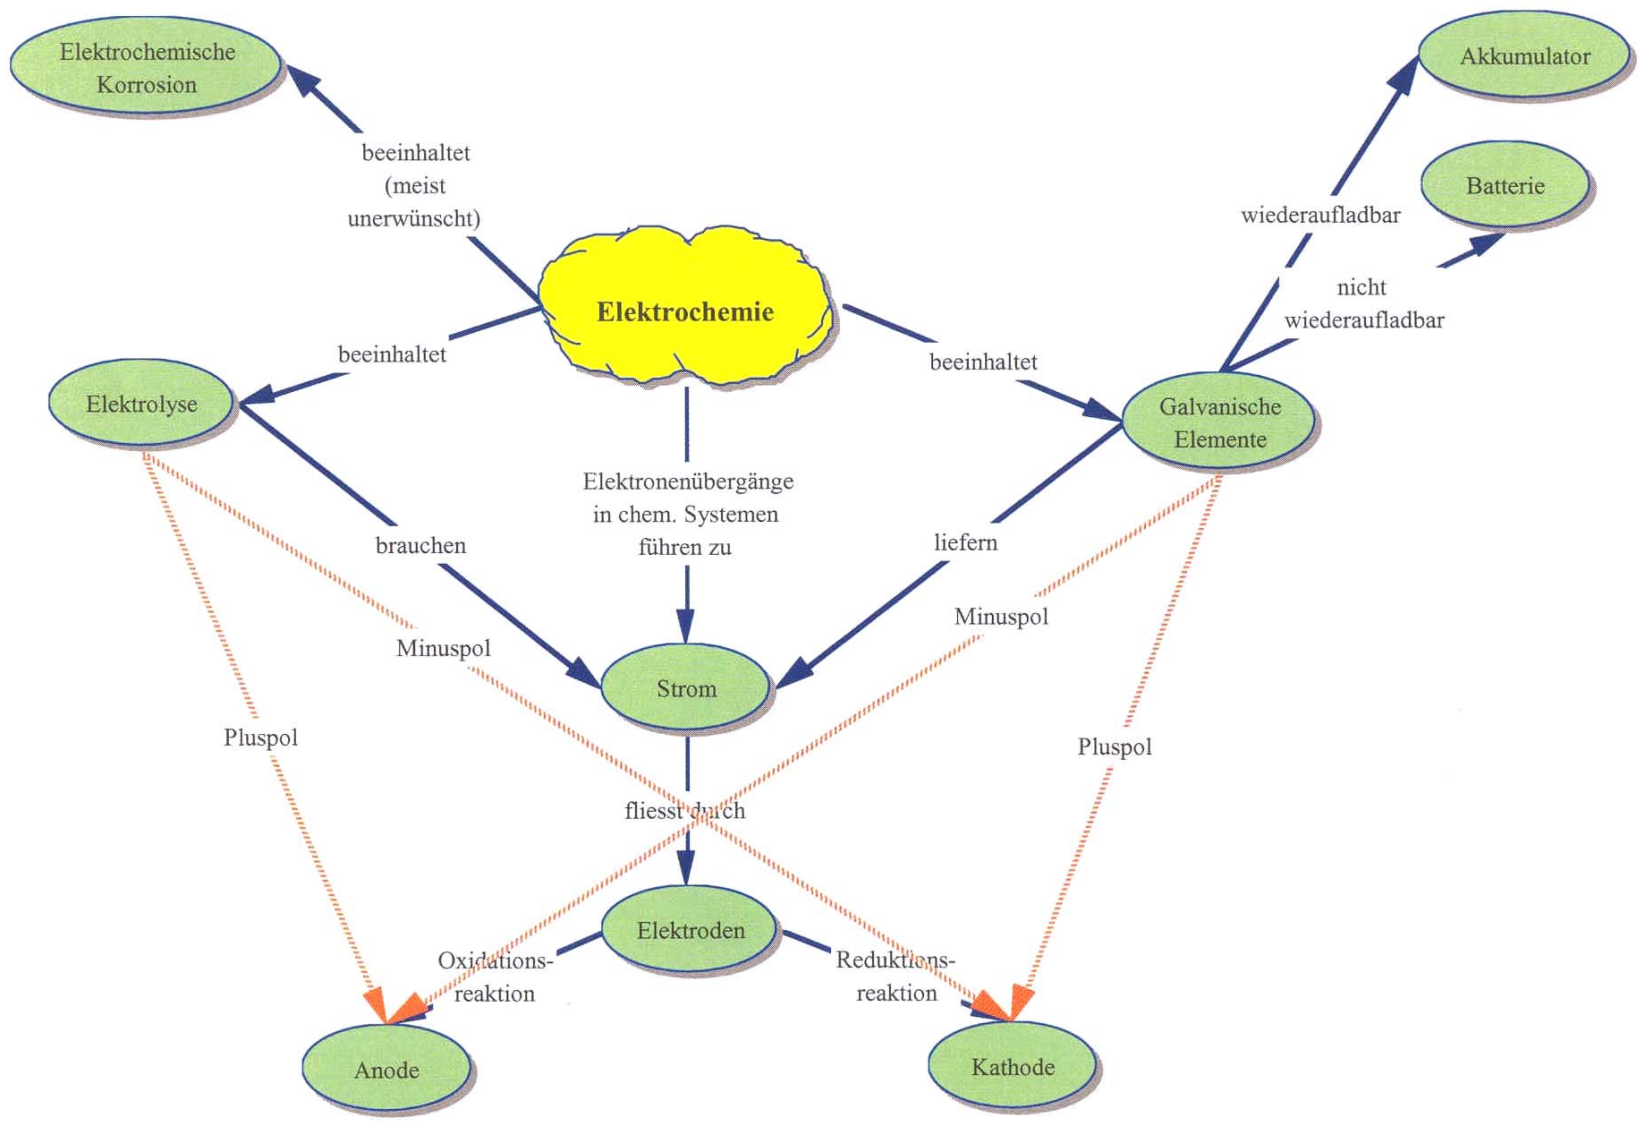 Elektrochemische
Korrosion
Akkumulator
beeinhaltet
(meist
unerwünscht)
Batterie
wiederaufladbar
nicht
wiederaufladbar
Elektrochemie
beeinhaltet
beeinhaltet
Elektrolyse
Galvanische
Elemente
Elektronenübergänge
in chem. Systemen
führen zu
brauchen
liefern
Minuspol
Minuspol
Strom
Pluspol
Pluspol
fliesst durch
Elektroden
Oxidations-
reaktion
Reduktions-
reaktion
Anode
Kathode